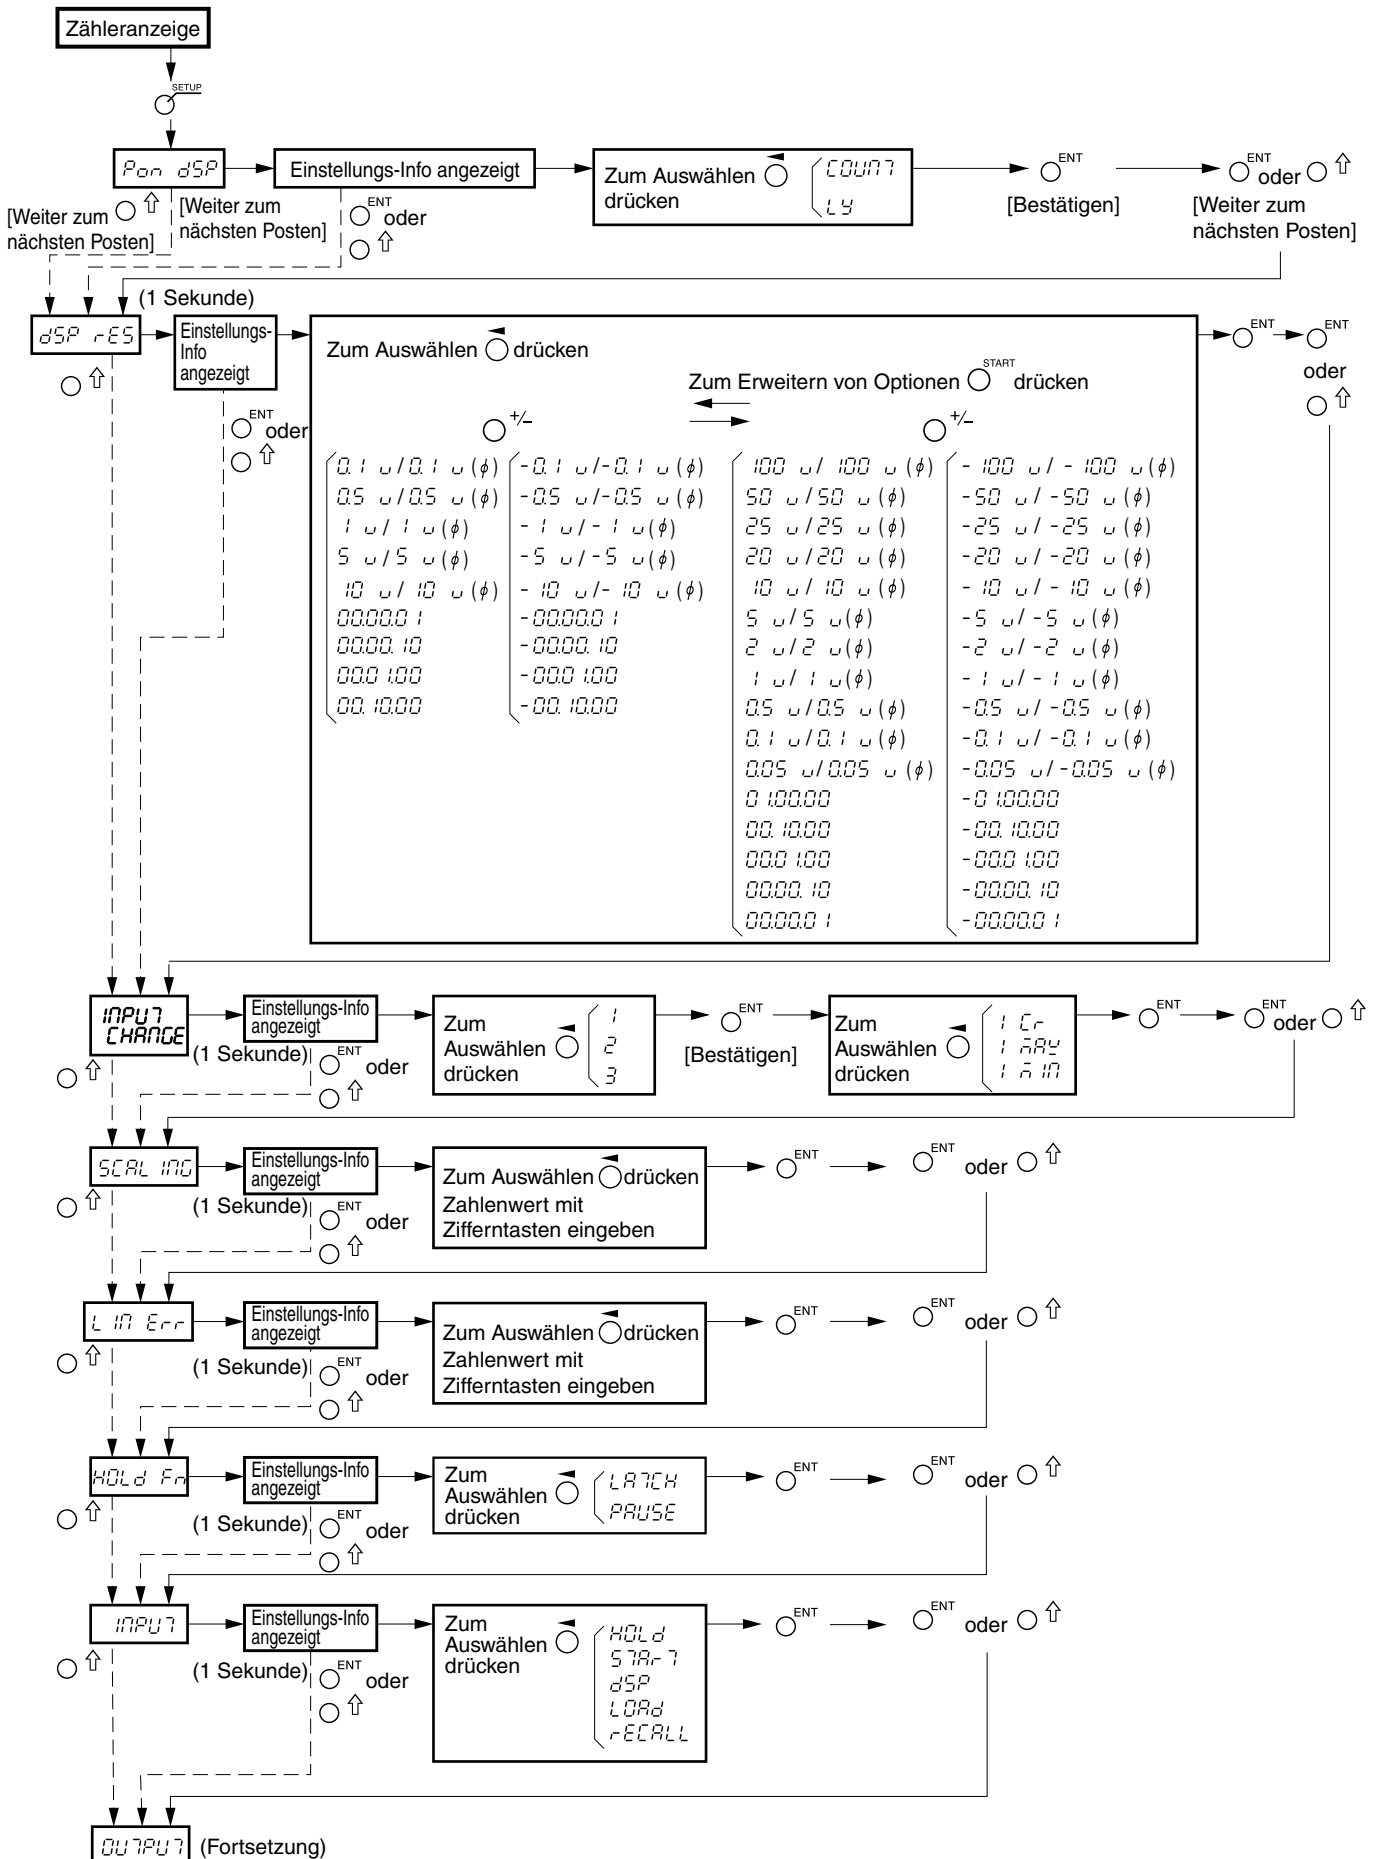 Zähleranzeige
SETUP
Pon dSP
Einstellungs-Info angezeigt
Zum Auswählen drücken
COUNT
LY
ENT
[Bestätigen]
ENT oder
[Weiter zum nächsten Posten]
[Weiter zum nächsten Posten]
[Weiter zum nächsten Posten]
ENT oder
(1 Sekunde)
dSP rES
Einstellungs-Info angezeigt
ENT oder
Zum Auswählen drücken
Zum Erweitern von Optionen START drücken
+/–
+/–
0.1 u/0.1 u(φ)
0.5 u/0.5 u(φ)
1 u/1 u(φ)
5 u/5 u(φ)
10 u/10 u(φ)
00.00.01
00.00.10
00.01.00
00.10.00
-0.1 u/-0.1 u(φ)
-0.5 u/-0.5 u(φ)
-1 u/-1 u(φ)
-5 u/-5 u(φ)
-10 u/-10 u(φ)
-00.00.01
-00.00.10
-00.01.00
-00.10.00
100 u/100 u(φ)
50 u/50 u(φ)
25 u/25 u(φ)
20 u/20 u(φ)
10 u/10 u(φ)
5 u/5 u(φ)
2 u/2 u(φ)
1 u/1 u(φ)
0.5 u/0.5 u(φ)
0.1 u/0.1 u(φ)
0.05 u/0.05 u(φ)
01.00.00
00.10.00
00.01.00
00.00.10
00.00.01
-100 u/-100 u(φ)
-50 u/-50 u(φ)
-25 u/-25 u(φ)
-20 u/-20 u(φ)
-10 u/-10 u(φ)
-5 u/-5 u(φ)
-2 u/-2 u(φ)
-1 u/-1 u(φ)
-0.5 u/-0.5 u(φ)
-0.1 u/-0.1 u(φ)
-0.05 u/-0.05 u(φ)
-01.00.00
-00.10.00
-00.01.00
-00.00.10
-00.00.01
ENT
ENT
oder
INPUT
CHANGE
Einstellungs-Info
angezeigt
(1 Sekunde)
ENT oder
Zum
Auswählen
drücken
1
2
3
ENT
[Bestätigen]
Zum
Auswählen
drücken
1 Cr
1 MAX
1 MIN
ENT
ENT oder
SCALING
Einstellungs-Info
angezeigt
(1 Sekunde)
ENT oder
Zum Auswählen drücken
Zahlenwert mit
Zifferntasten eingeben
ENT
ENT oder
LIN Err
Einstellungs-Info
angezeigt
(1 Sekunde)
ENT oder
Zum Auswählen drücken
Zahlenwert mit
Zifferntasten eingeben
ENT
ENT oder
HOLd Fn
Einstellungs-Info
angezeigt
(1 Sekunde)
ENT oder
Zum
Auswählen
drücken
LATCH
PAUSE
ENT
ENT oder
INPUT
Einstellungs-Info
angezeigt
(1 Sekunde)
ENT oder
Zum
Auswählen
drücken
HOLd
STArT
dSP
LOAd
rECALL
ENT
ENT oder
OUTPUT
(Fortsetzung)